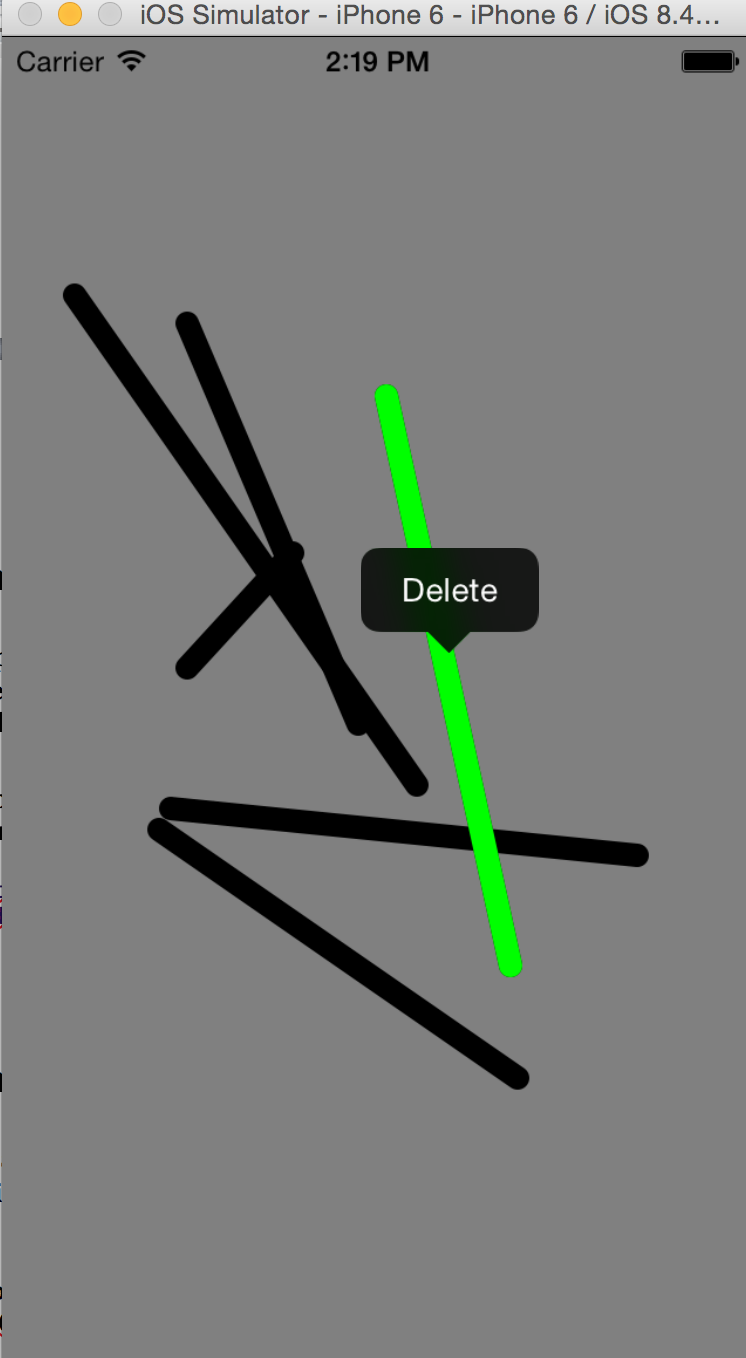 iOS Simulator - iPhone 6 - iPhone 6 / iOS 8.4…
Carrier 2:19 PM
Delete